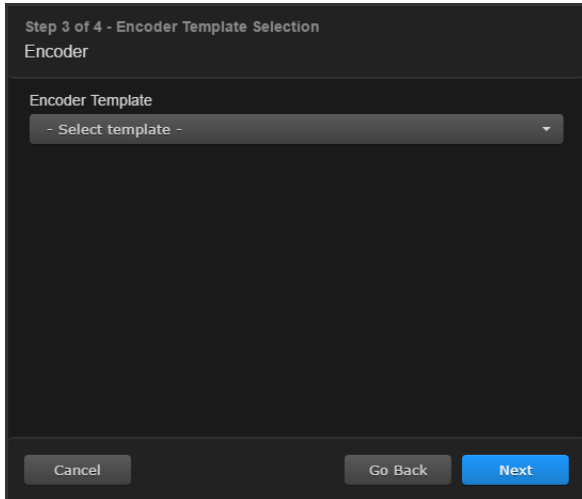 Step 3 of 4 - Encoder Template Selection
Encoder
Encoder Template
- Select template -
Cancel
Go Back
Next